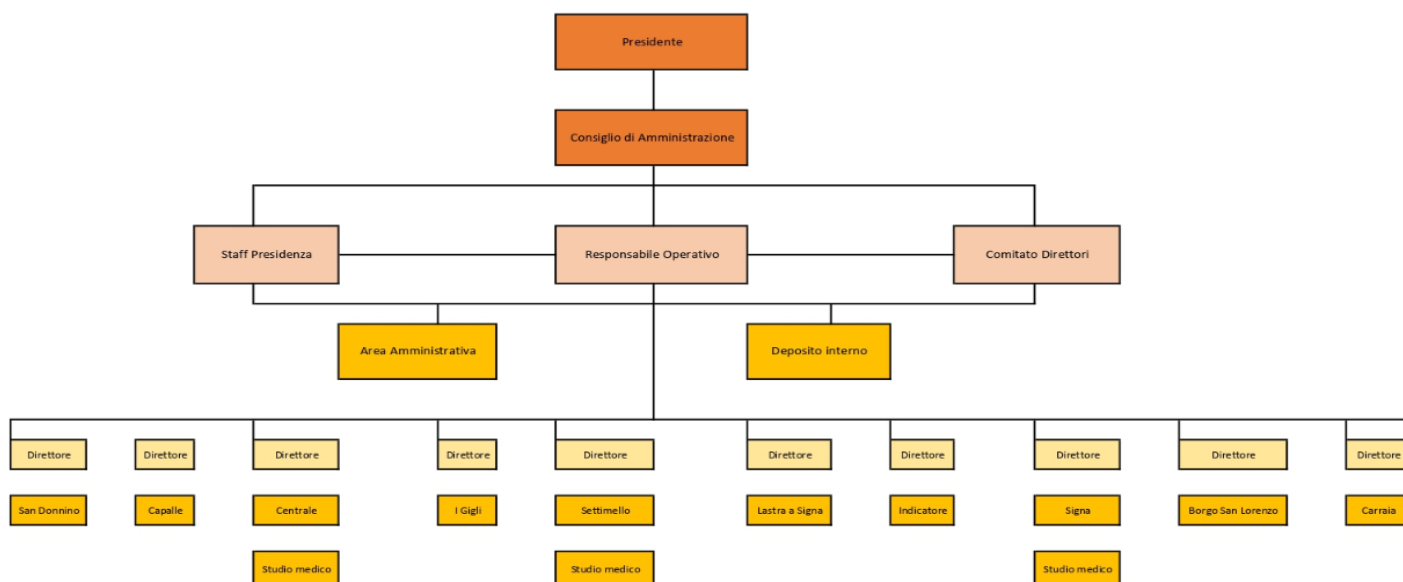 Presidente
Consiglio di Amministrazione
Staff Presidenza
Responsabile Operativo
Comitato Direttori
Area Amministrativa
Deposito interno
Direttore
Direttore
Direttore
Direttore
Direttore
Direttore
Direttore
Direttore
Direttore
Direttore
San Donnino
Capalle
Centrale
I Gigli
Settimello
Lastra a Signa
Indicatore
Signa
Borgo San Lorenzo
Carraia
Studio medico
Studio medico
Studio medico